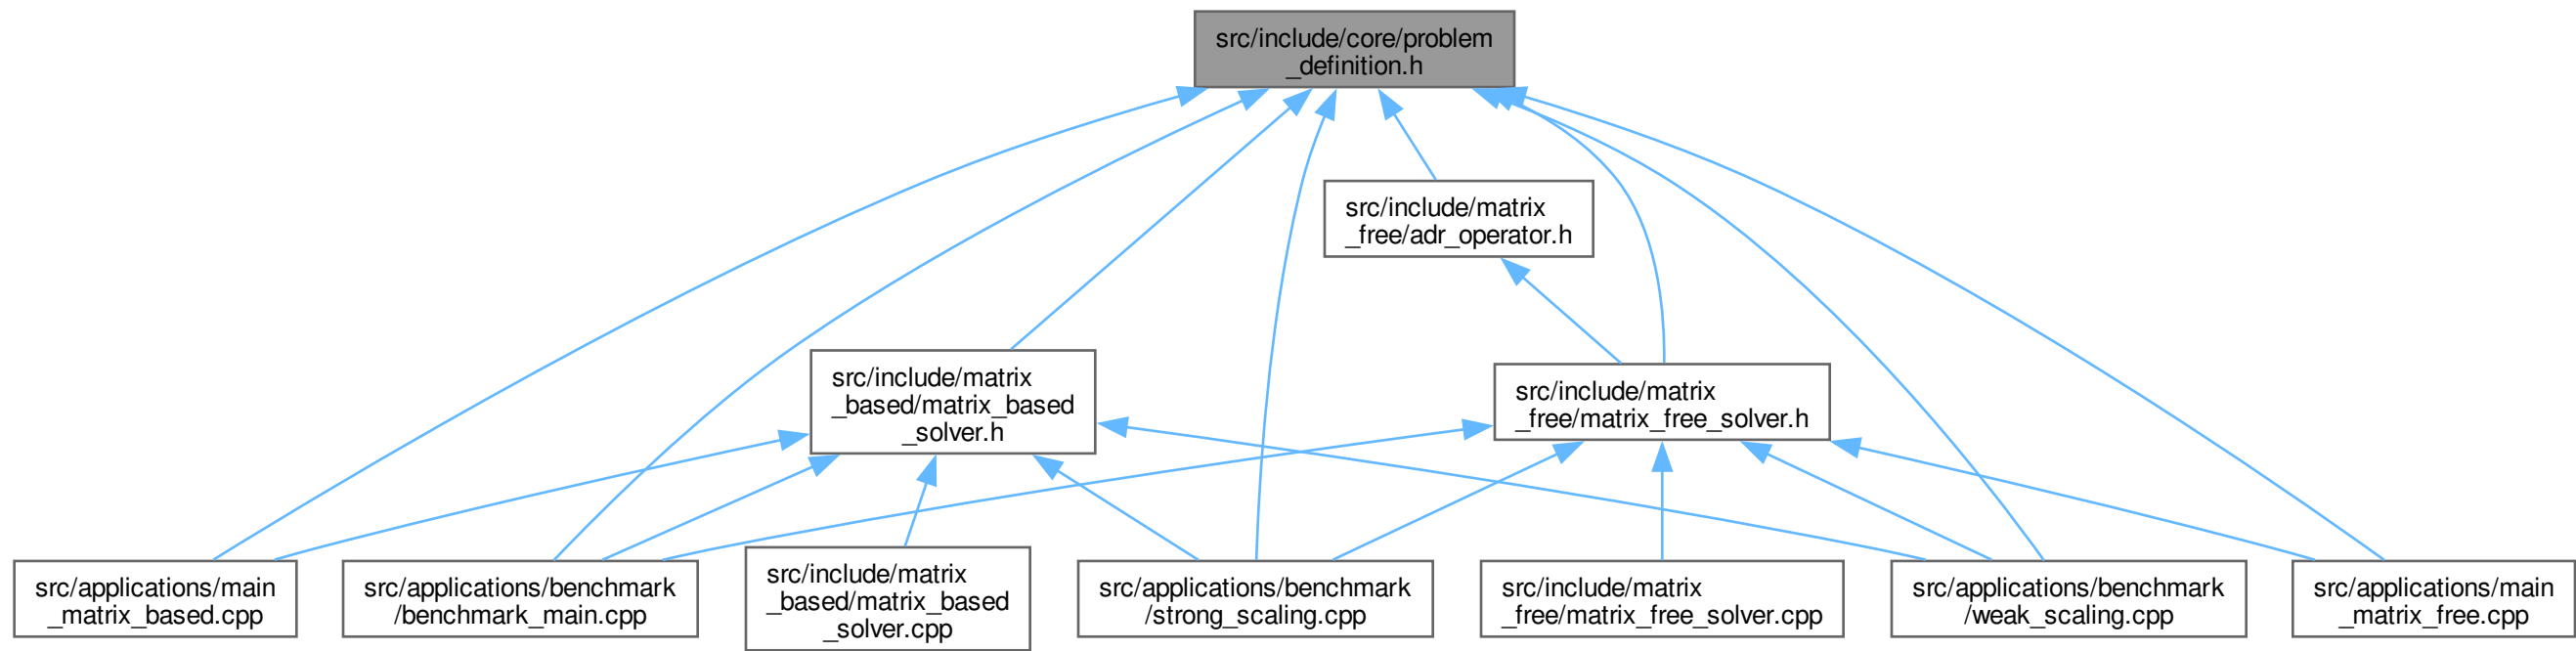 src/include/core/problem
_definition.h
src/include/matrix
_free/adr_operator.h
src/include/matrix
_based/matrix_based
_solver.h
src/include/matrix
_free/matrix_free_solver.h
src/applications/main
_matrix_based.cpp
src/applications/benchmark
/benchmark_main.cpp
src/include/matrix
_based/matrix_based
_solver.cpp
src/applications/benchmark
/strong_scaling.cpp
src/include/matrix
_free/matrix_free_solver.cpp
src/applications/benchmark
/weak_scaling.cpp
src/applications/main
_matrix_free.cpp